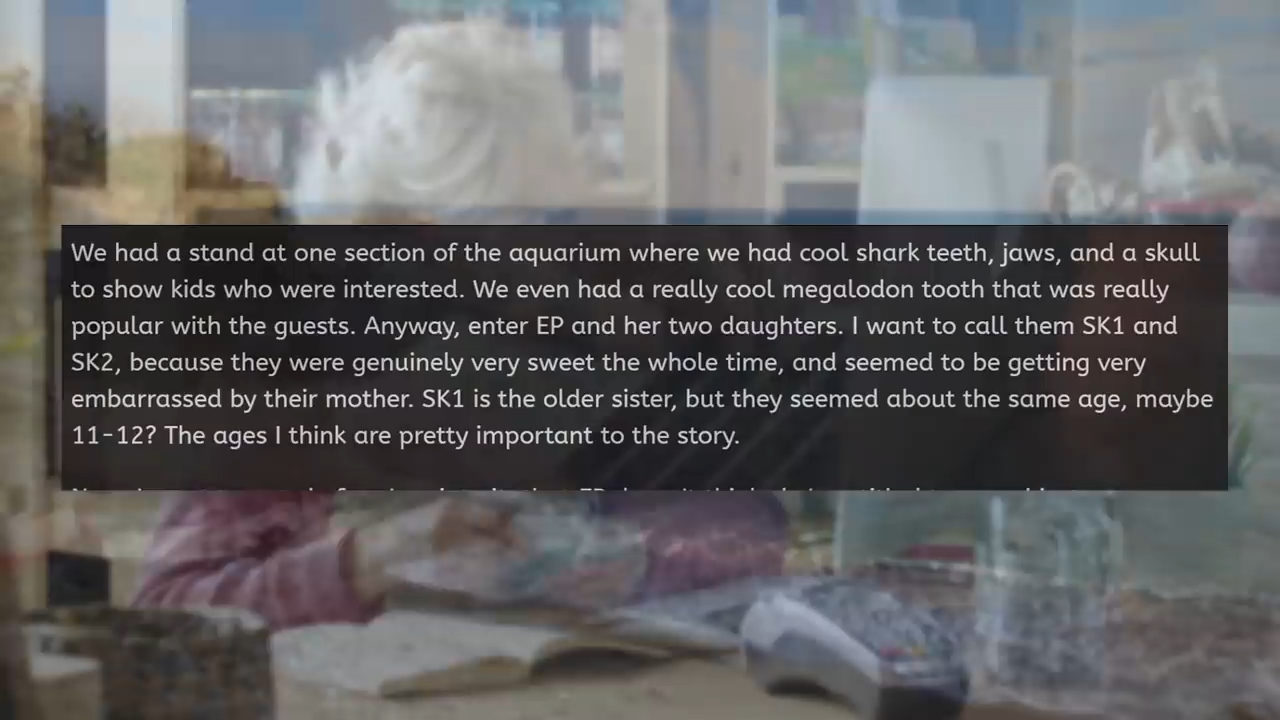 We had a stand at one section of the aquarium where we had cool shark teeth, jaws, and a skull
to show kids who were interested. We even had a really cool megalodon tooth that was really
popular with the guests. Anyway, enter EP and her two daughters. I want to call them SK1 and
SK2, because they were genuinely very sweet the whole time, and seemed to be getting very
embarrassed by their mother. SK1 is the older sister, but they seemed about the same age, maybe
11-12? The ages I think are pretty important to the story.